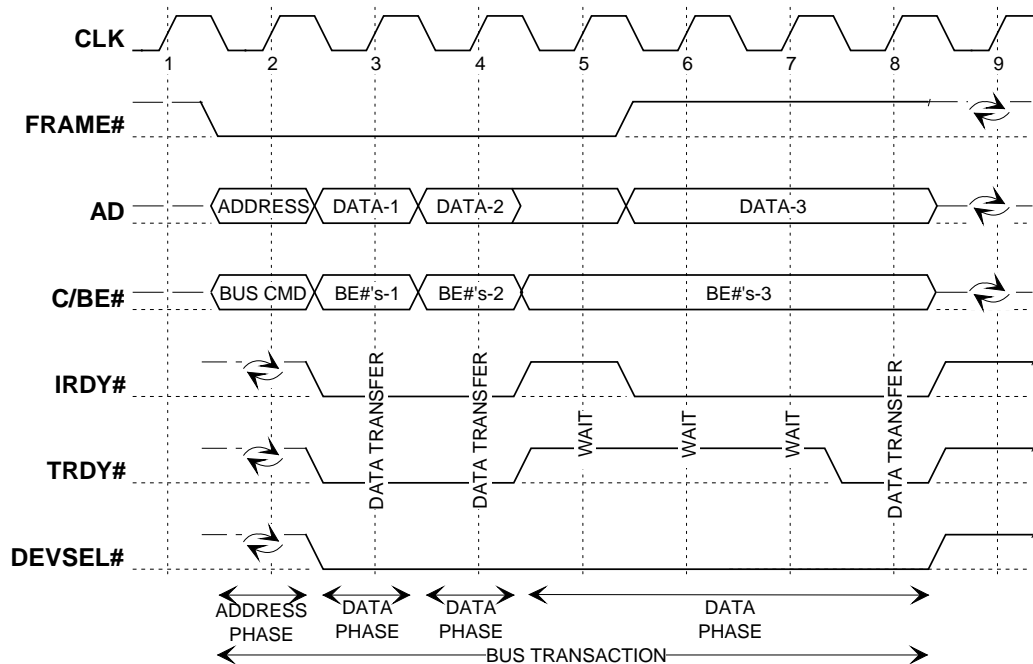 CLK
1 2 3 4 5 6 7 8 9
FRAME#
AD
ADDRESS DATA-1 DATA-2 DATA-3
C/BE#
BUS CMD BE#'s-1 BE#'s-2 BE#'s-3
IRDY#
TRDY#
DATA TRANSFER
DATA TRANSFER
WAIT
WAIT
WAIT
DATA TRANSFER
DEVSEL#
ADDRESS DATA DATA DATA
PHASE PHASE PHASE PHASE
BUS TRANSACTION